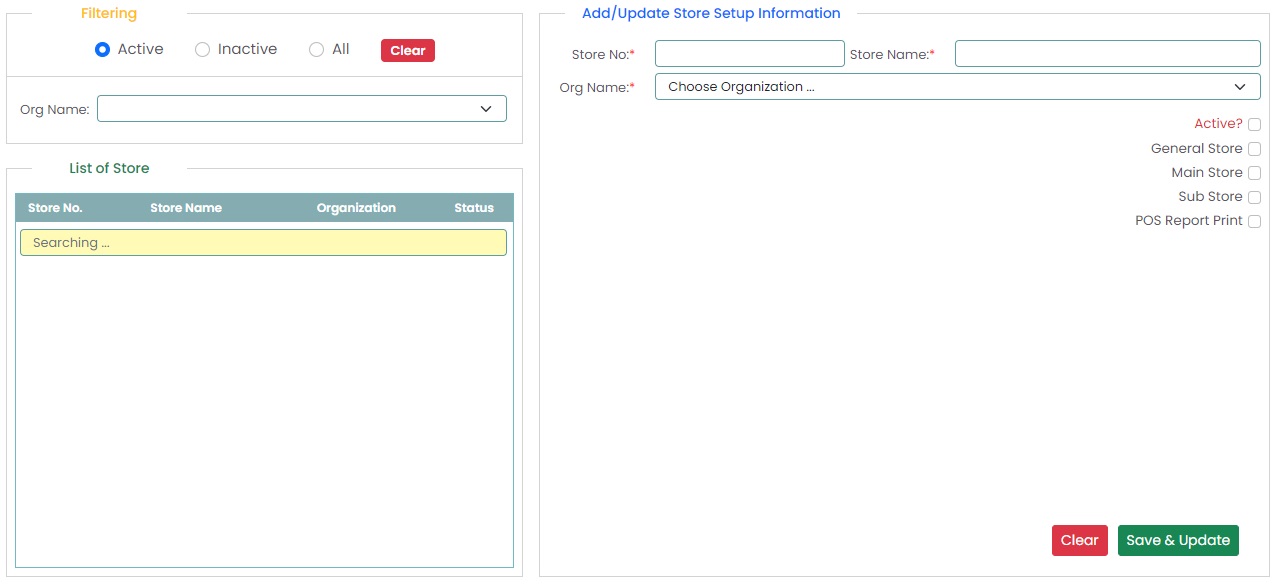 Filtering
Active Inactive All Clear
Org Name:
List of Store
Store No. Store Name Organization Status
Searching ...
Add/Update Store Setup Information
Store No:* Store Name:*
Org Name:* Choose Organization ...
Active?
General Store
Main Store
Sub Store
POS Report Print
Clear Save & Update